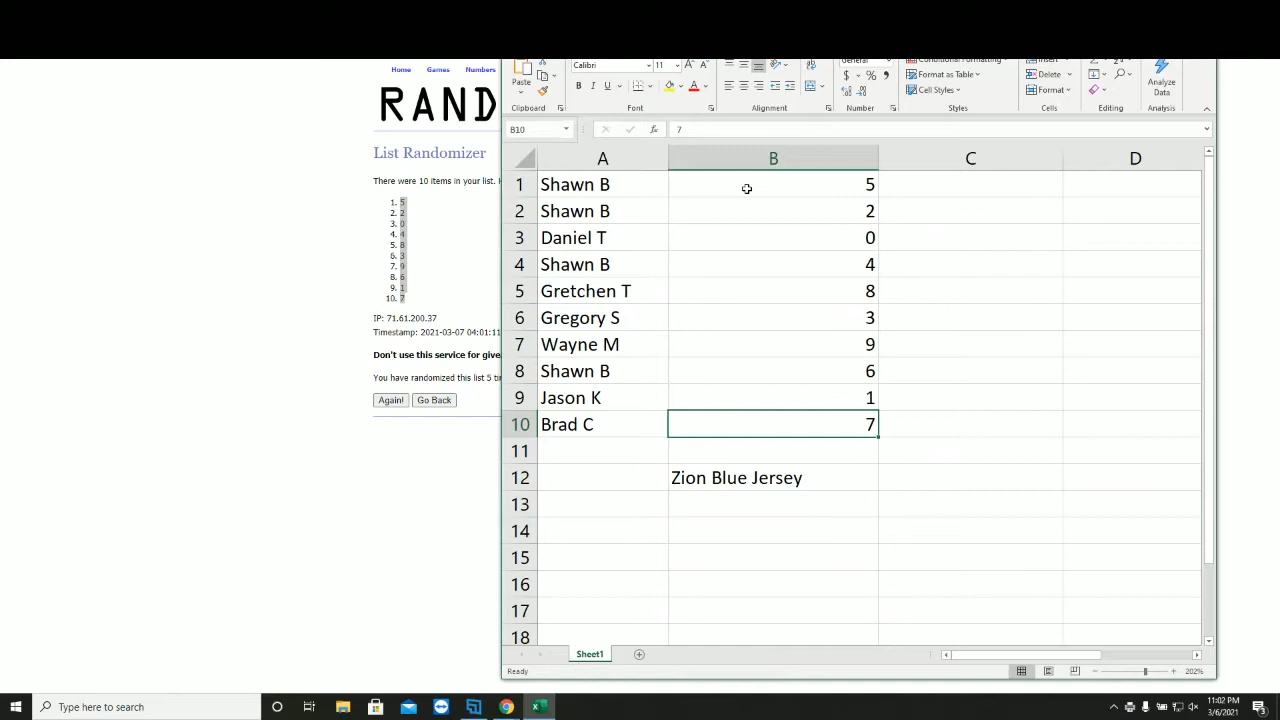 Home Games Numbers
RAND
List Randomizer
There were 10 items in your list.
1. 5
2. 2
3. 0
4. 4
5. 8
6. 3
7. 9
8. 6
9. 1
10. 7
IP: 71.61.200.37
Timestamp: 2021-03-07 04:01:11
Don't use this service for give
You have randomized this list 5 ti
Again! Go Back
Paste
Calibri 11
B I U
General
$ % ,
Conditional Formatting
Format as Table
Cell Styles
Insert
Delete
Format
Analyze
Data
Clipboard Font Alignment Number Styles Cells Editing Analysis
B10 fx 7
A B C D
1 Shawn B 5
2 Shawn B 2
3 Daniel T 0
4 Shawn B 4
5 Gretchen T 8
6 Gregory S 3
7 Wayne M 9
8 Shawn B 6
9 Jason K 1
10 Brad C 7
11
12 Zion Blue Jersey
13
14
15
16
17
18
Sheet1
Ready 202%
Type here to search
11:02 PM
3/6/2021
3